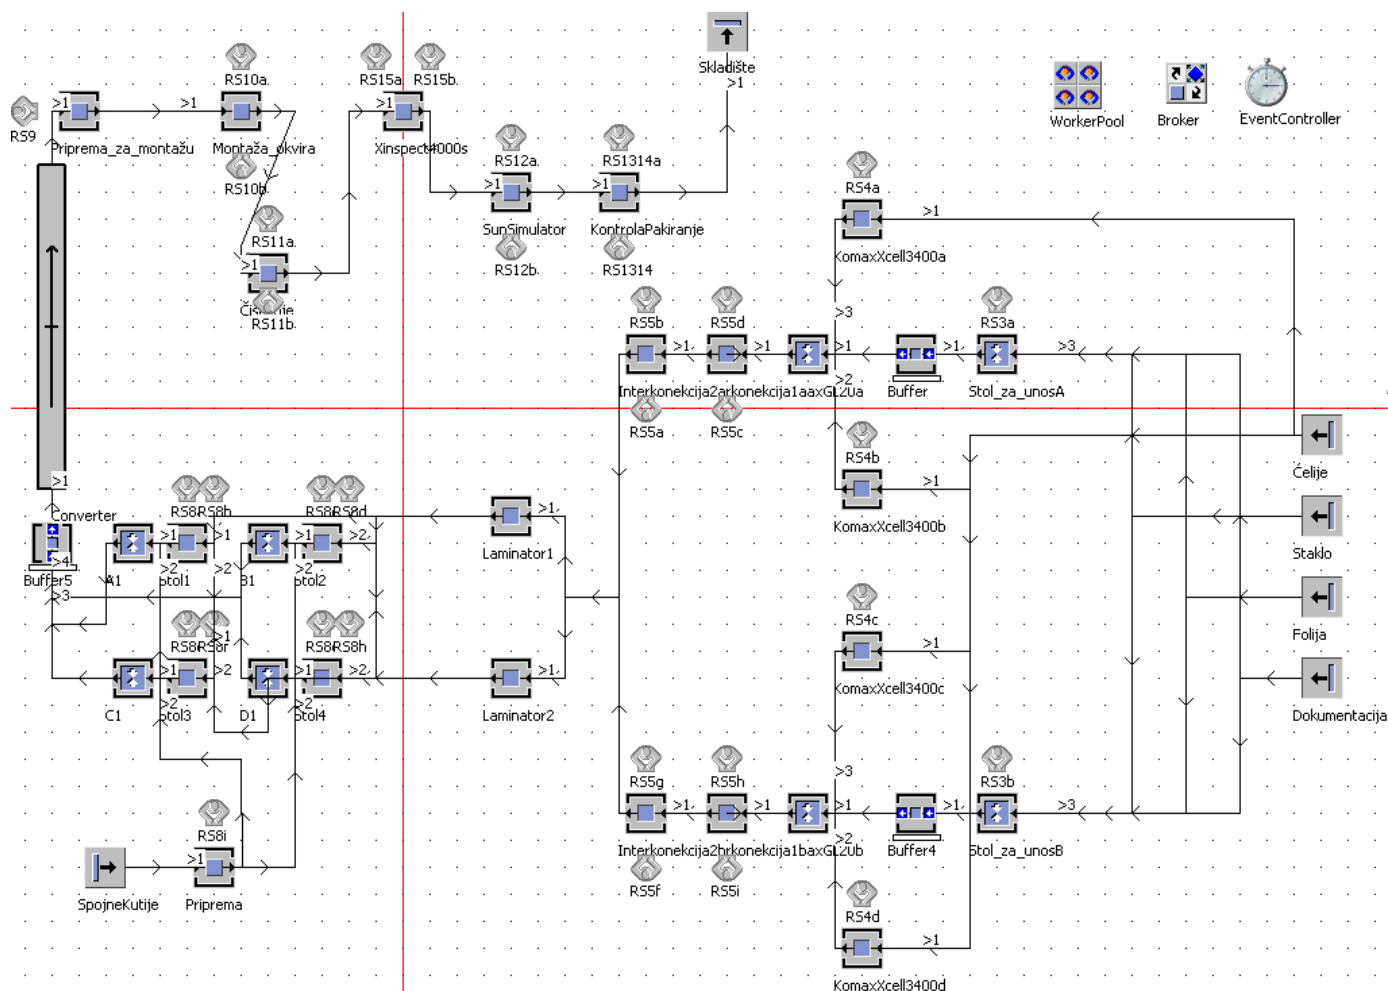 Skladište
>1
RS10a
RS15a
RS15b
WorkerPool
Broker
EventController
RS9
>1
>1
>1
Priprema_za_montažu
Montaža_okvira
Xinspect4000s
RS12a
RS1314a
RS10b
>1
>1
RS4a
SunSimulator
KontrolaPakiranje
>1
RS11a
RS12b
RS1314
KomaxXcell3400a
>1
RS11b
>3
RS5b
RS5d
RS3a
>1
>1
>1
>1
>3
>2
Buffer
Stol_za_unosA
RS5a
RS5c
RS4b
Ćelije
>1
>1
KomaxXcell3400b
Converter
>1
Laminator1
Staklo
>1
>1
>2
>4
Buffer5
A1
>2
Stol1
>2
B1
>2
Stol2
>3
RS4c
Folija
>1
>1
>1
>2
>1
>2
>1
KomaxXcell3400c
C1
>2
Stol3
D1
>2
Stol4
Laminator2
Dokumentacija
RS5g
RS5h
>3
RS3b
>1
>1
>1
>1
>3
RS8i
>2
Buffer4
Stol_za_unosB
>1
RS5f
RS5i
SpojneKutije
Priprema
RS4d
>1
KomaxXcell3400d